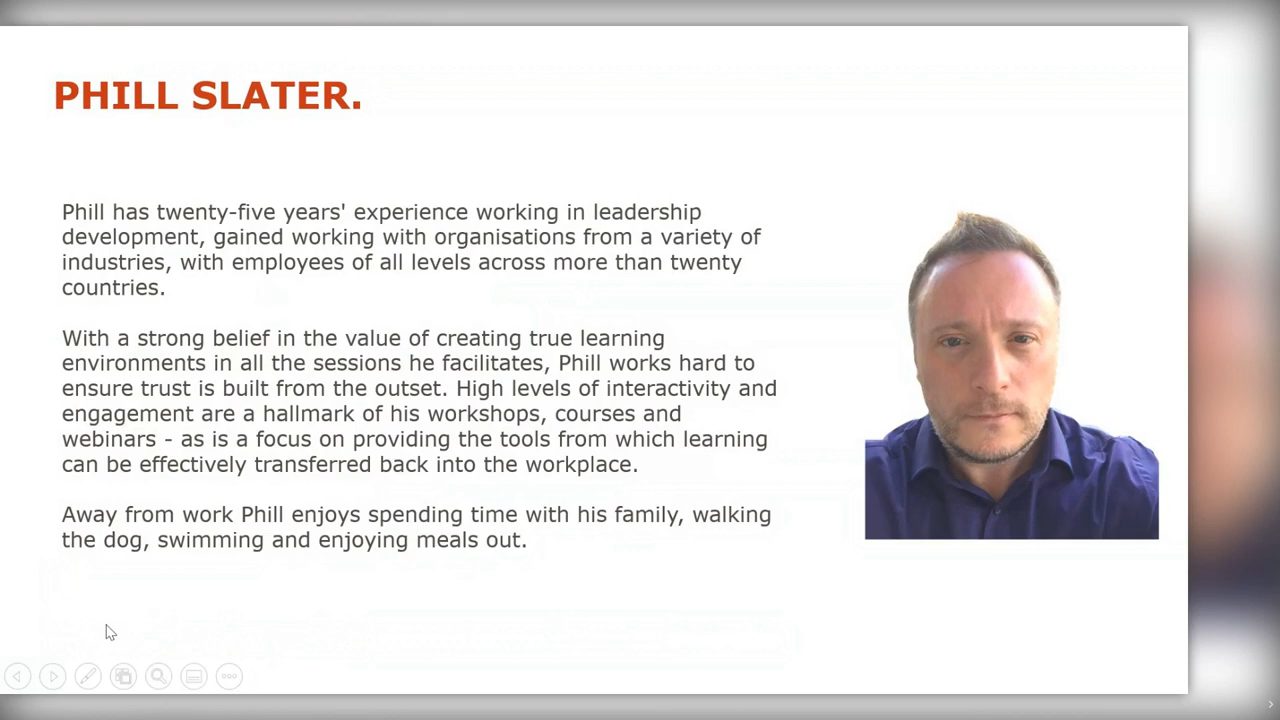 PHILL SLATER.
Phill has twenty-five years' experience working in leadership
development, gained working with organisations from a variety of
industries, with employees of all levels across more than twenty
countries.
With a strong belief in the value of creating true learning
environments in all the sessions he facilitates, Phill works hard to
ensure trust is built from the outset. High levels of interactivity and
engagement are a hallmark of his workshops, courses and
webinars - as is a focus on providing the tools from which learning
can be effectively transferred back into the workplace.
Away from work Phill enjoys spending time with his family, walking
the dog, swimming and enjoying meals out.